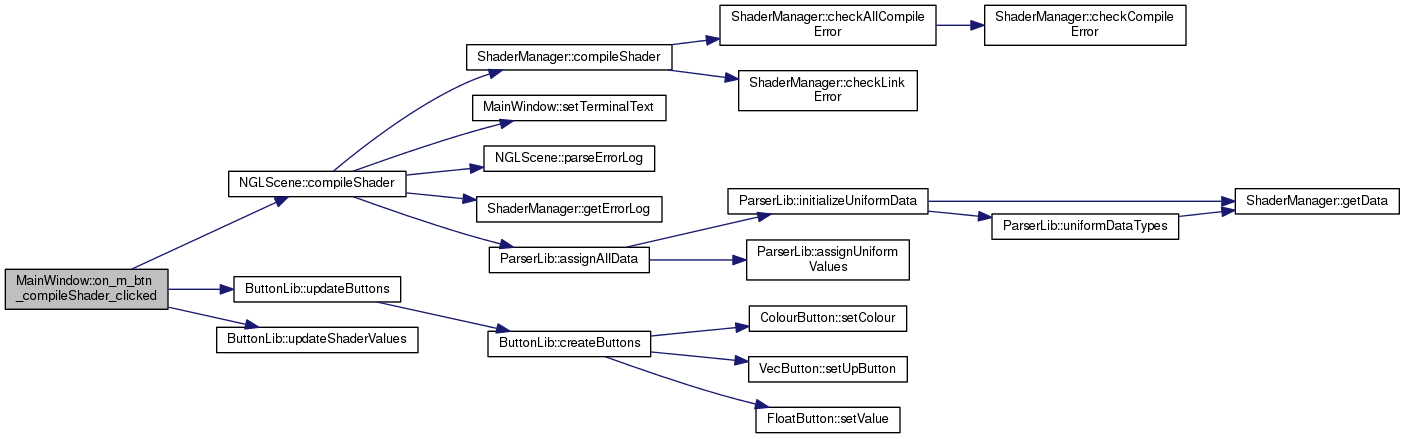 ShaderManager::checkAllCompile
Error
ShaderManager::checkCompile
Error
ShaderManager::compileShader
ShaderManager::checkLink
Error
MainWindow::setTerminalText
NGLScene::parseErrorLog
NGLScene::compileShader
ShaderManager::getErrorLog
ParserLib::initializeUniformData
ShaderManager::getData
ParserLib::uniformDataTypes
ParserLib::assignAllData
ParserLib::assignUniform
Values
MainWindow::on_m_btn
_compileShader_clicked
ButtonLib::updateButtons
ButtonLib::updateShaderValues
ButtonLib::createButtons
ColourButton::setColour
VecButton::setUpButton
FloatButton::setValue